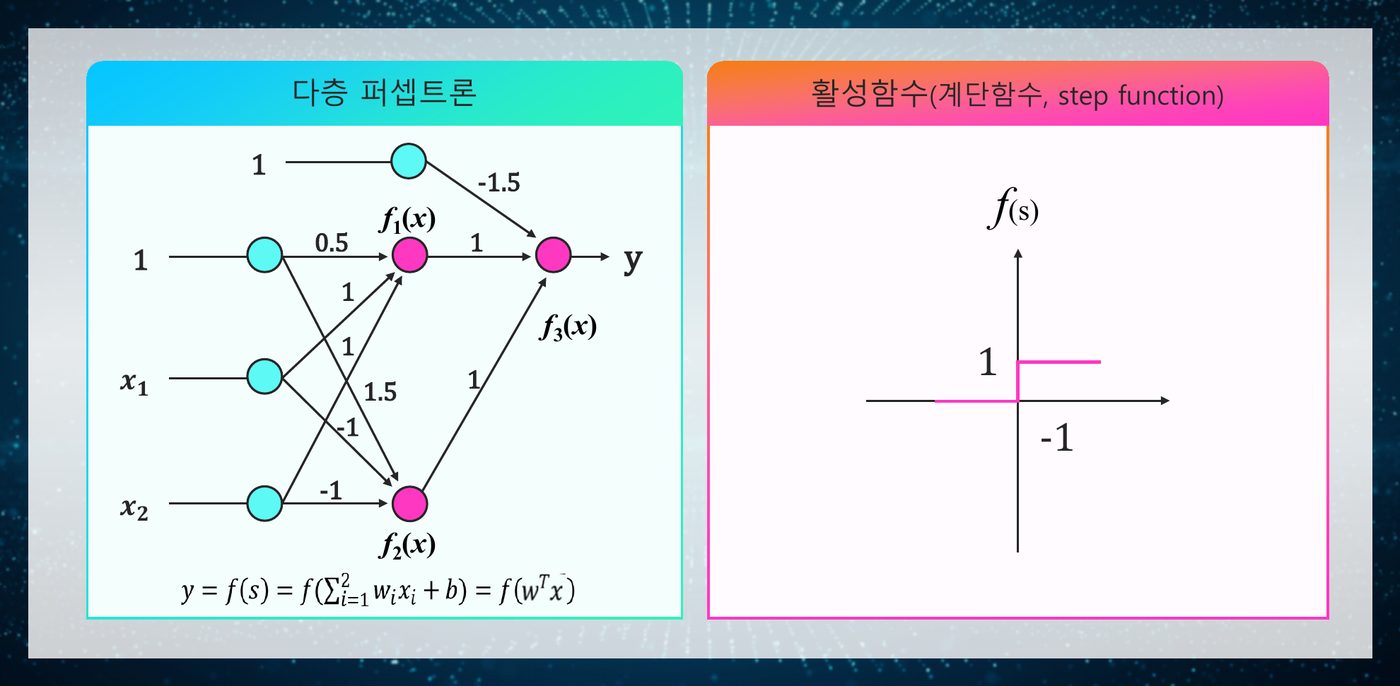 다층 퍼셉트론
1
-1.5
f₁(x)
1
0.5
1
y
1
f₃(x)
1
x₁
1
1.5
-1
-1
x₂
f₂(x)
y = f(s) = f(∑²ᵢ₌₁ wᵢxᵢ + b) = f(wᵀx)
활성함수(계단함수, step function)
f(s)
1
-1